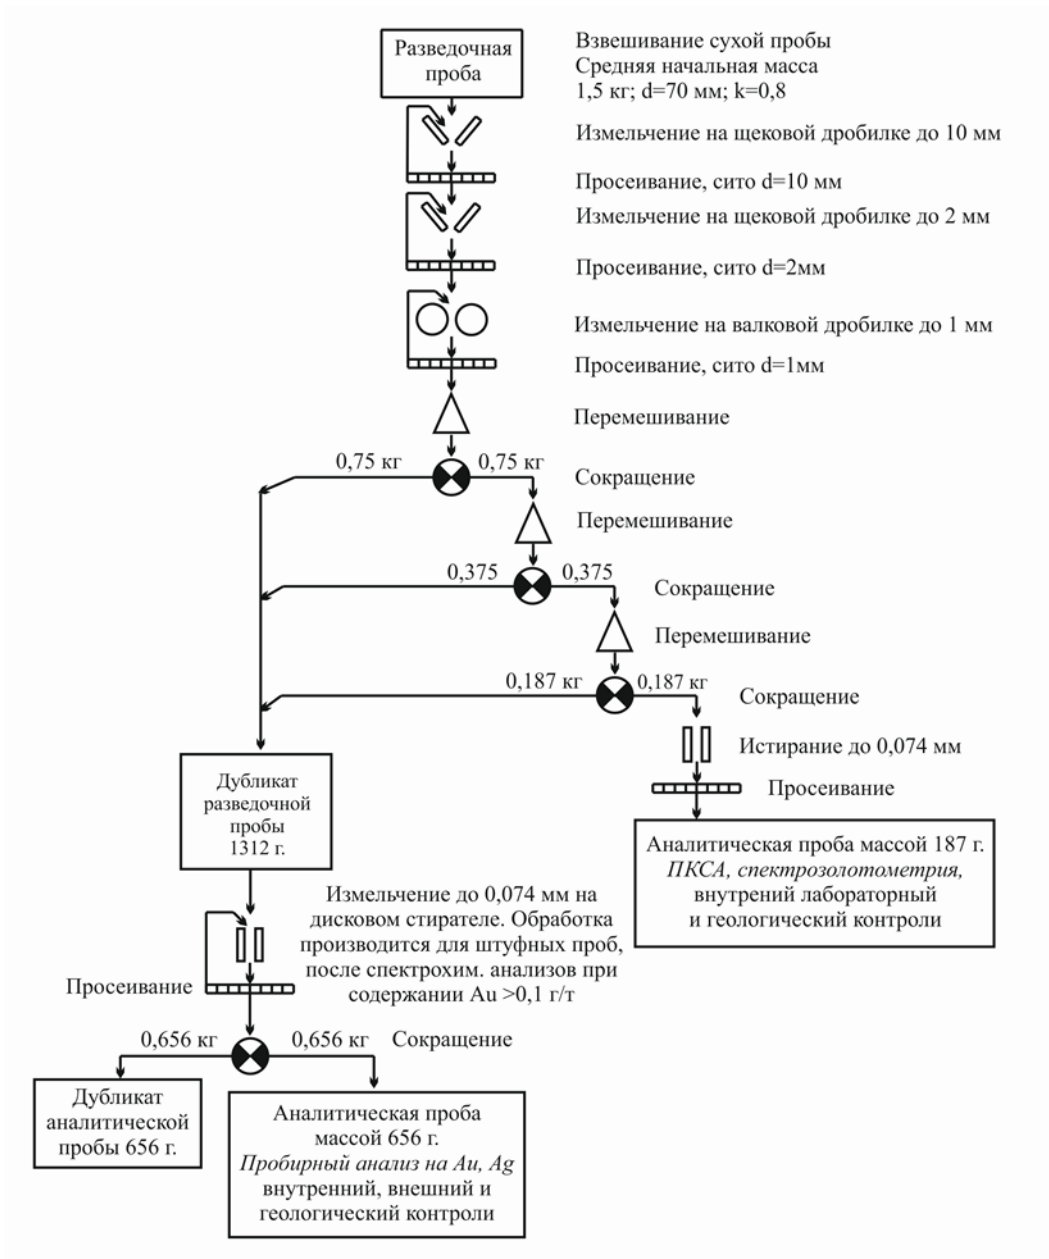 Разведочная
проба
Взвешивание сухой пробы
Средняя начальная масса
1,5 кг; d=70 мм; k=0,8
Измельчение на щековой дробилке до 10 мм
Просеивание, сито d=10 мм
Измельчение на щековой дробилке до 2 мм
Просеивание, сито d=2мм
Измельчение на валковой дробилке до 1 мм
Просеивание, сито d=1мм
Перемешивание
0,75 кг
0,75 кг
Сокращение
Перемешивание
0,375
0,375
Сокращение
Перемешивание
0,187 кг
0,187 кг
Сокращение
Истирание до 0,074 мм
Просеивание
Дубликат
разведочной
пробы
1312 г.
Аналитическая проба массой 187 г.
ПКСА, спектрозолотометрия,
внутрений лабораторный
и геологический контроли
Измельчение до 0,074 мм на
дисковом стирателе. Обработка
производится для штуфных проб,
после спектрохим. анализов при
содержании Au >0,1 г/т
Просеивание
0,656 кг
0,656 кг
Сокращение
Дубликат
аналитической
пробы 656 г.
Аналитическая проба
массой 656 г.
Пробирный анализ на Au, Ag
внутренний, внешний и
геологический контроли